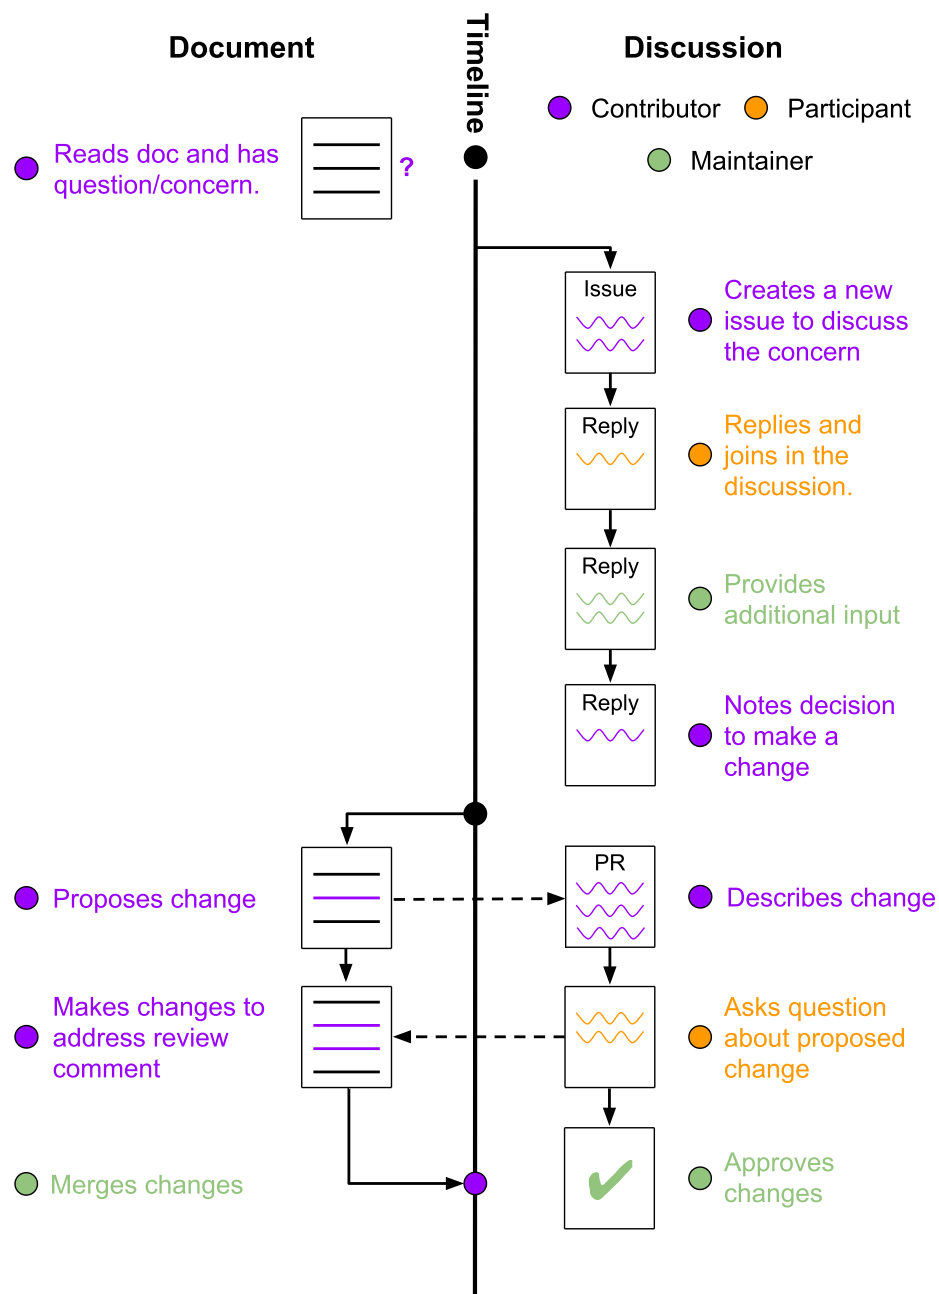 Document
Timeline
Discussion
Contributor
Participant
Maintainer
Reads doc and has
question/concern.
?
Issue
Creates a new
issue to discuss
the concern
Reply
Replies and
joins in the
discussion.
Reply
Provides
additional input
Reply
Notes decision
to make a
change
Proposes change
PR
Describes change
Makes changes to
address review
comment
Asks question
about proposed
change
Merges changes
Approves
changes